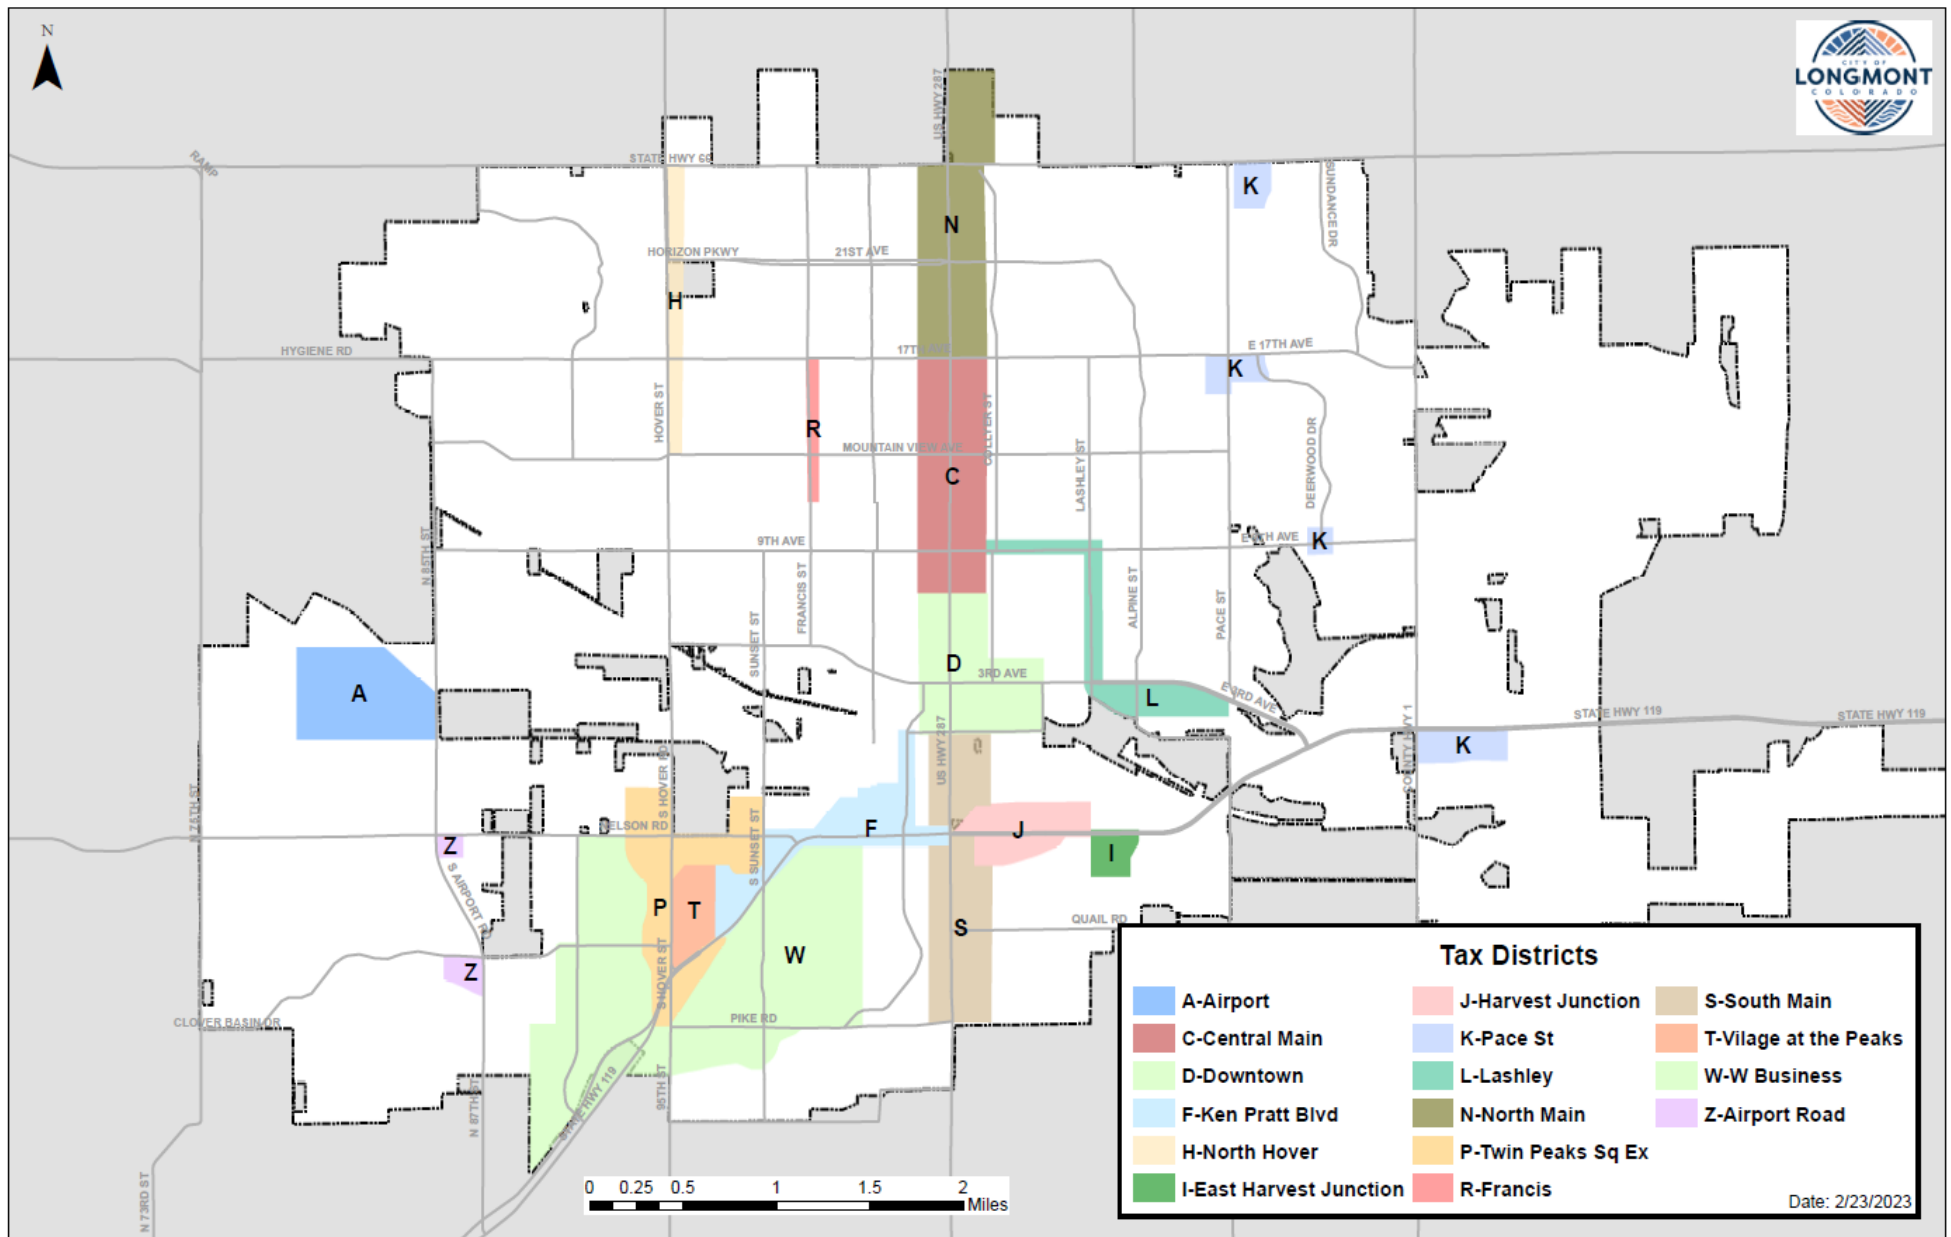 N
CITY OF
LONGMONT
COLORADO
US HWY 287
RAMP
STATE HWY 66
K
SUNDANCE DR
N
HORIZON PKWY
21ST AVE
H
HYGIENE RD
17TH AVE
E 17TH AVE
K
HOVER ST
COLLYER ST
R
MOUNTAIN VIEW AVE
LASHLEY ST
DEERWOOD DR
C
N 85TH ST
9TH AVE
E 9TH AVE
K
FRANCIS ST
SUNSET ST
ALPINE ST
PACE ST
D
3RD AVE
A
L
E 3RD AVE
STATE HWY 119
STATE HWY 119
US HWY 287
COUNTY HWY 1
K
S HOVER RD
N 75TH ST
NELSON RD
S SUNSET ST
F
J
Z
I
S AIRPORT RD
P
T
QUAIL RD
S
W
Z
S HOVER ST
CLOVER BASIN DR
PIKE RD
95TH ST
N 87TH ST
STATE HWY 119
N 73RD ST
0 0.25 0.5 1 1.5 2
Miles
Tax Districts
A-Airport
C-Central Main
D-Downtown
F-Ken Pratt Blvd
H-North Hover
I-East Harvest Junction
J-Harvest Junction
K-Pace St
L-Lashley
N-North Main
P-Twin Peaks Sq Ex
R-Francis
S-South Main
T-Vilage at the Peaks
W-W Business
Z-Airport Road
Date: 2/23/2023